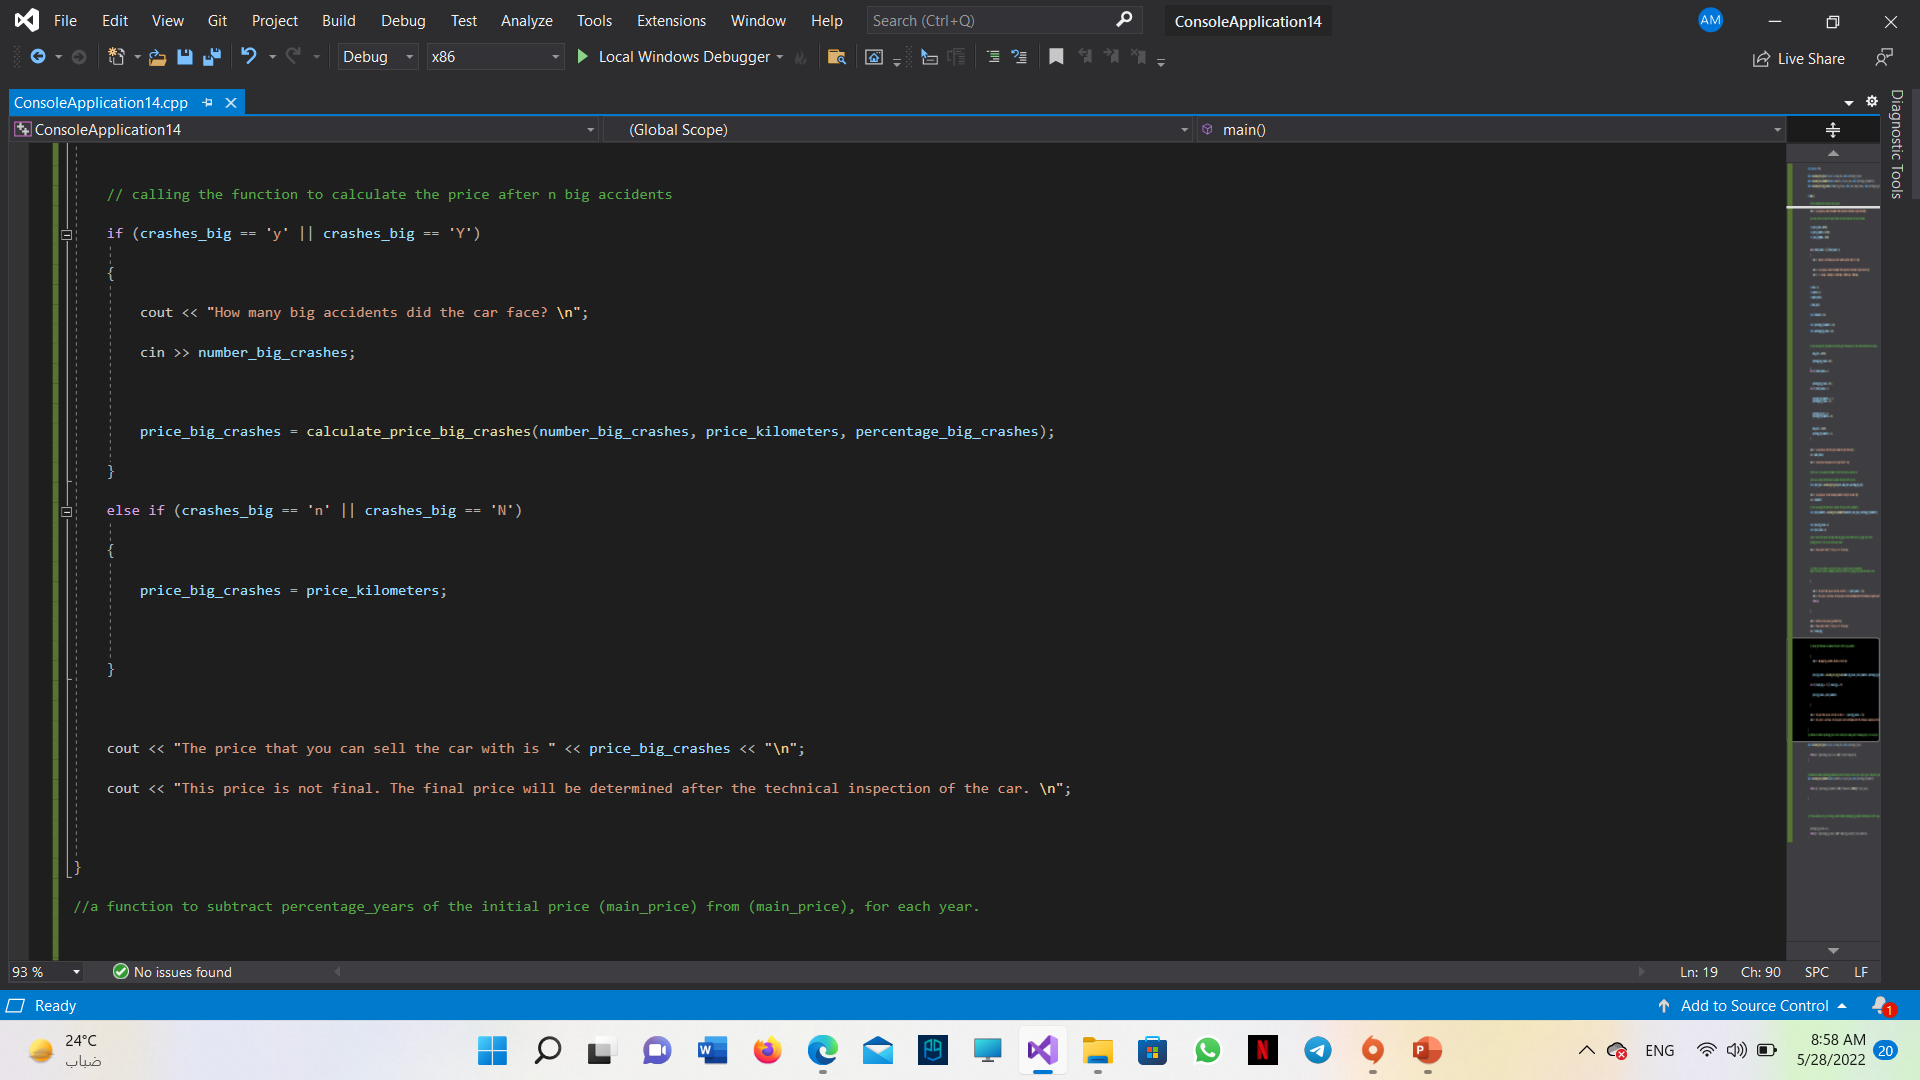 File Edit View Git Project Build Debug Test Analyze Tools Extensions Window Help Search (Ctrl+Q) ConsoleApplication14 AM
Debug x86 Local Windows Debugger Live Share
ConsoleApplication14.cpp
ConsoleApplication14 (Global Scope) main()
Diagnostic Tools
// calling the function to calculate the price after n big accidents
if (crashes_big == 'y' || crashes_big == 'Y')
{
cout << "How many big accidents did the car face? \n";
cin >> number_big_crashes;
price_big_crashes = calculate_price_big_crashes(number_big_crashes, price_kilometers, percentage_big_crashes);
}
else if (crashes_big == 'n' || crashes_big == 'N')
{
price_big_crashes = price_kilometers;
}
cout << "The price that you can sell the car with is " << price_big_crashes << "\n";
cout << "This price is not final. The final price will be determined after the technical inspection of the car. \n";
}
//a function to subtract percentage_years of the initial price (main_price) from (main_price), for each year.
93 % No issues found Ln: 19 Ch: 90 SPC LF
Ready Add to Source Control 1
24°C
ضباب
ENG
8:58 AM
5/28/2022
20